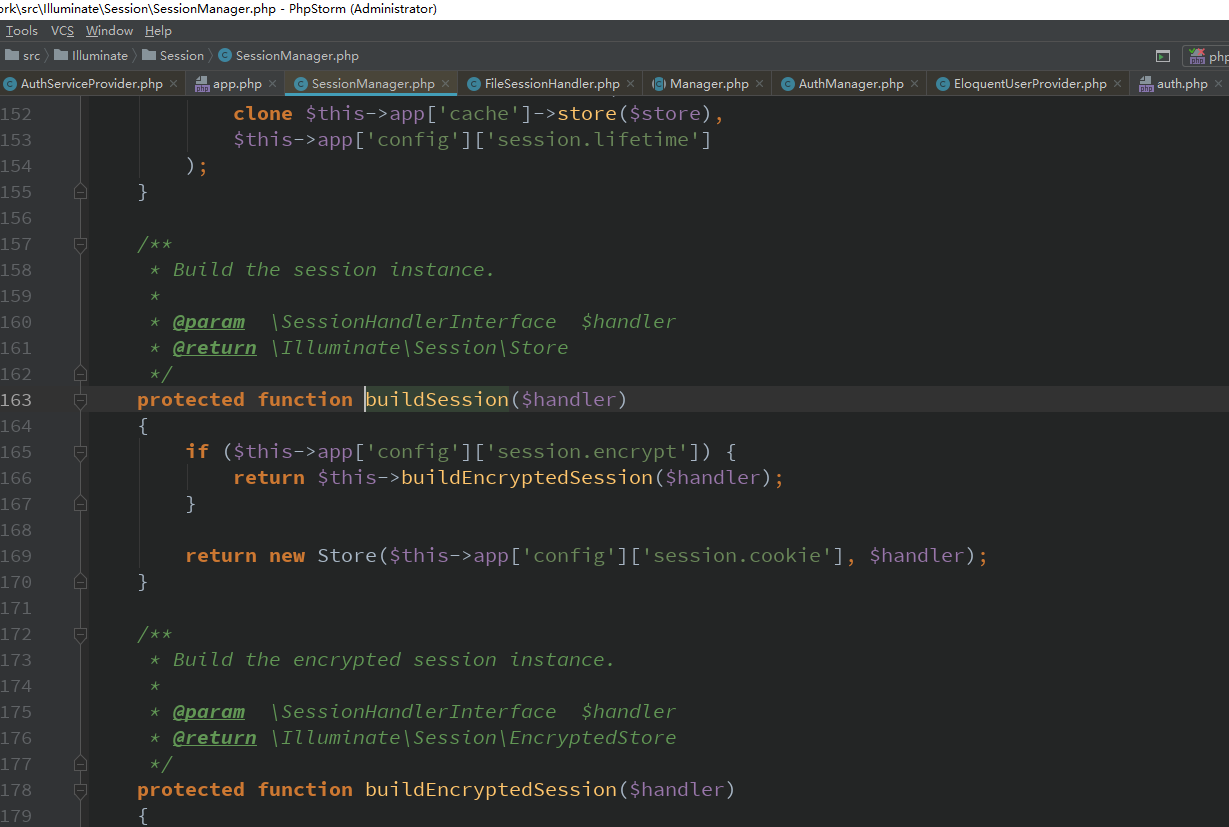 ork\src\Illuminate\Session\SessionManager.php - PhpStorm (Administrator)
Tools VCS Window Help
src Illuminate Session SessionManager.php php
AuthServiceProvider.php app.php SessionManager.php FileSessionHandler.php Manager.php AuthManager.php EloquentUserProvider.php auth.php
152 clone $this->app['cache']->store($store),
153 $this->app['config']['session.lifetime']
154 );
155 }
156
157 /**
158 * Build the session instance.
159 *
160 * @param \SessionHandlerInterface $handler
161 * @return \Illuminate\Session\Store
162 */
163 protected function buildSession($handler)
164 {
165 if ($this->app['config']['session.encrypt']) {
166 return $this->buildEncryptedSession($handler);
167 }
168
169 return new Store($this->app['config']['session.cookie'], $handler);
170 }
171
172 /**
173 * Build the encrypted session instance.
174 *
175 * @param \SessionHandlerInterface $handler
176 * @return \Illuminate\Session\EncryptedStore
177 */
178 protected function buildEncryptedSession($handler)
179 {